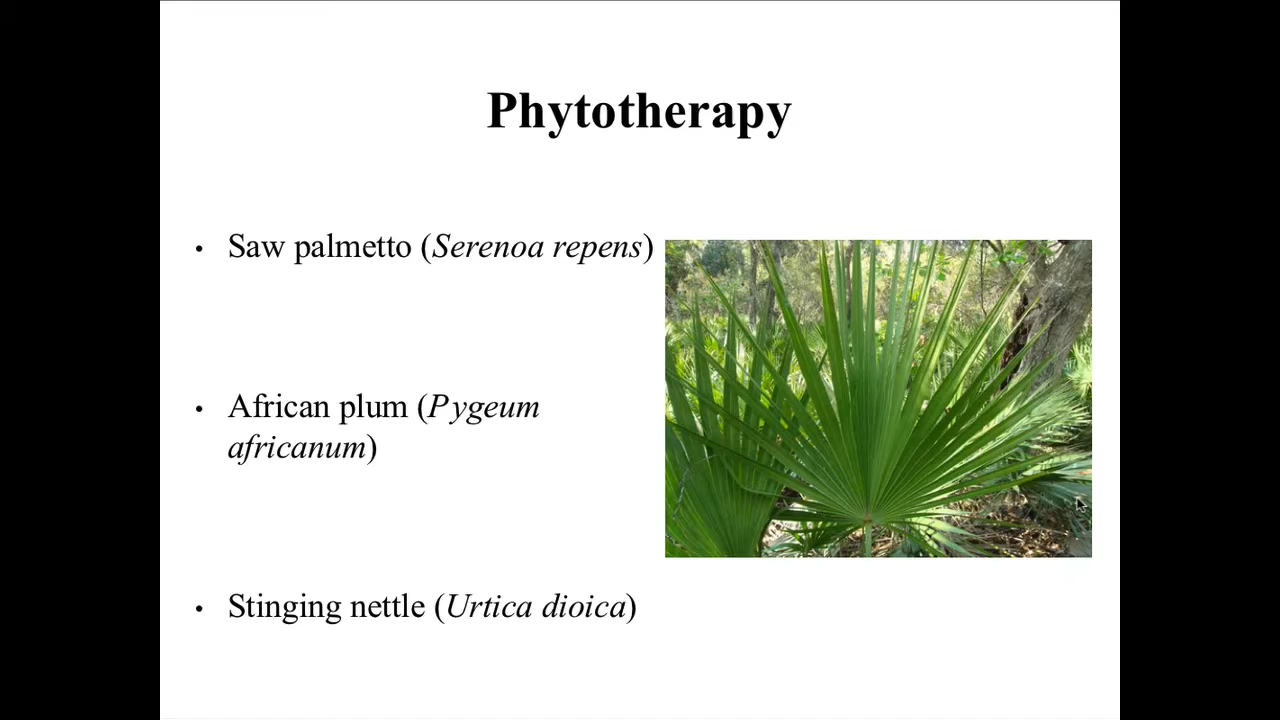 Phytotherapy
• Saw palmetto (Serenoa repens)
• African plum (Pygeum
africanum)
• Stinging nettle (Urtica dioica)